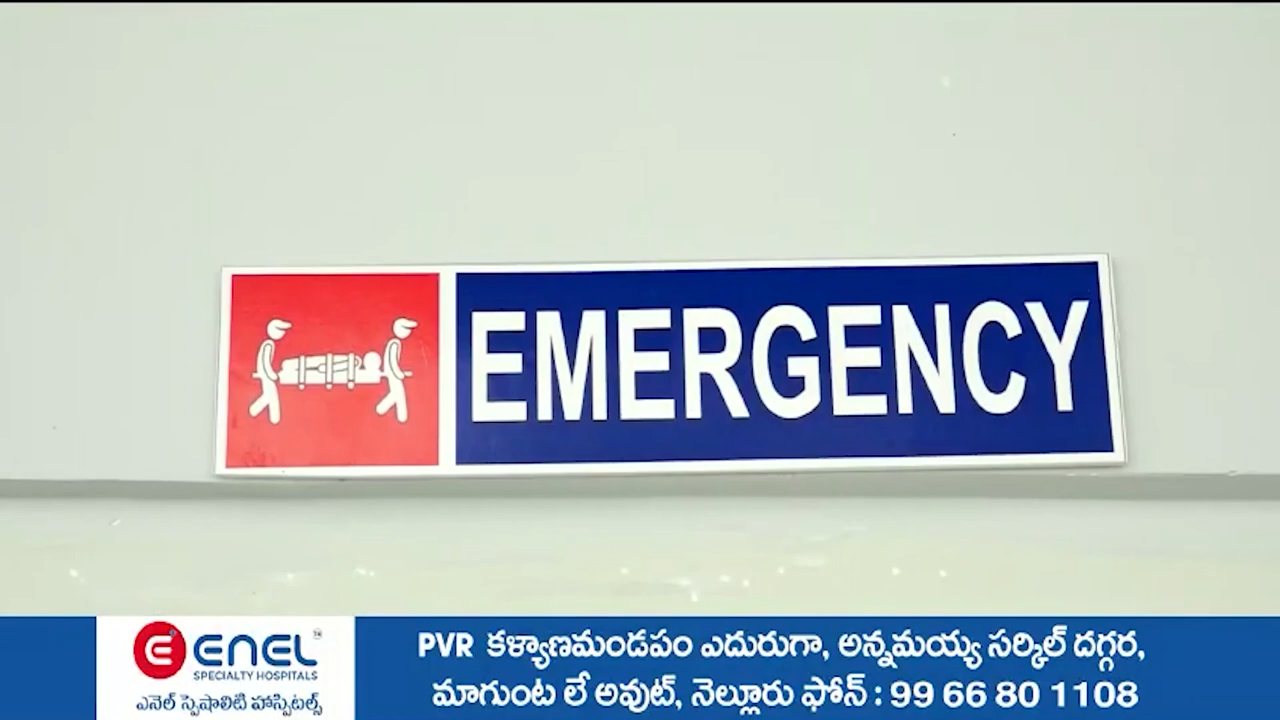 EMERGENCY
ENEL TM
SPECIALTY HOSPITALS
ఎనెల్ స్పెషాలిటి హాస్పిటల్స్
PVR కళ్యాణమండపం ఎదురుగా, అన్నమయ్య సర్కిల్ దగ్గర,
మాగుంట లే అవుట్, నెల్లూరు ఫోన్ : 99 66 80 1108